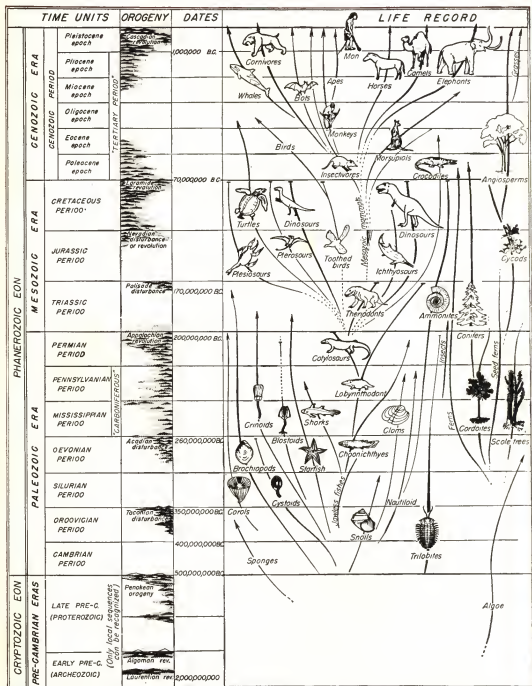 TIME UNITS
OROGENY
DATES
LIFE RECORD
PHANEROZOIC EON
CRYPTOZOIC EON
GENOZOIC ERA
GENOZOIC PERIOD
"TERTIARY PERIOD"
Pleistocene epoch
Pliocene epoch
Miocene epoch
Oligocene epoch
Eocene epoch
Paleocene epoch
MESOZOIC ERA
CRETACEOUS PERIOD
JURASSIC PERIOD
TRIASSIC PERIOD
PALEOZOIC ERA
PERMIAN PERIOD
PENNSYLVANIAN PERIOD
"CARBONIFEROUS"
MISSISSIPPIAN PERIOD
DEVONIAN PERIOD
SILURIAN PERIOD
OROOVIGIAN PERIOD
CAMBRIAN PERIOD
PRE-CAMBRIAN ERAS
LATE PRE-C. (PROTEROZOIC)
EARLY PRE-C. (ARCHEOZOIC)
(Only local sequences can be recognized)
Cascadian revolution
Laramide revolution
Nevadian disturbance or revolution
Palisade disturbance
Appalachian revolution
Acadian disturbance
Taconian disturbance
Penokean orogeny
Algoman rev.
Laurentian rev.
1,000,000 B.C.
70,000,000 B.C.
170,000,000 B.C.
200,000,000 B.C.
260,000,000 B.C.
350,000,000 B.C.
400,000,000 B.C.
500,000,000 B.C.
2,000,000,000
Carnivores
Man
Camels
Elephants
Whales
Bats
Apes
Horses
Grasses
Monkeys
Birds
Marsupials
Insectivores
Crocodiles
Angiosperms
Turtles
Dinosaurs
Mesozoic mammals
Dinosaurs
Plesiosaurs
Pterosaurs
Toothed birds
Ichthyosaurs
Cycads
Thecodonts
Ammonites
Cotylosaurs
Insects
Conifers
Seed ferns
Labyrinthodont
Crinoids
Blastoids
Sharks
Clams
Ferns
Cordaites
Scale trees
Brachiopods
Starfish
Choanichthyes
Corals
Cystoids
Jawless fishes
Nautiloid
Snails
Trilobites
Sponges
Algae